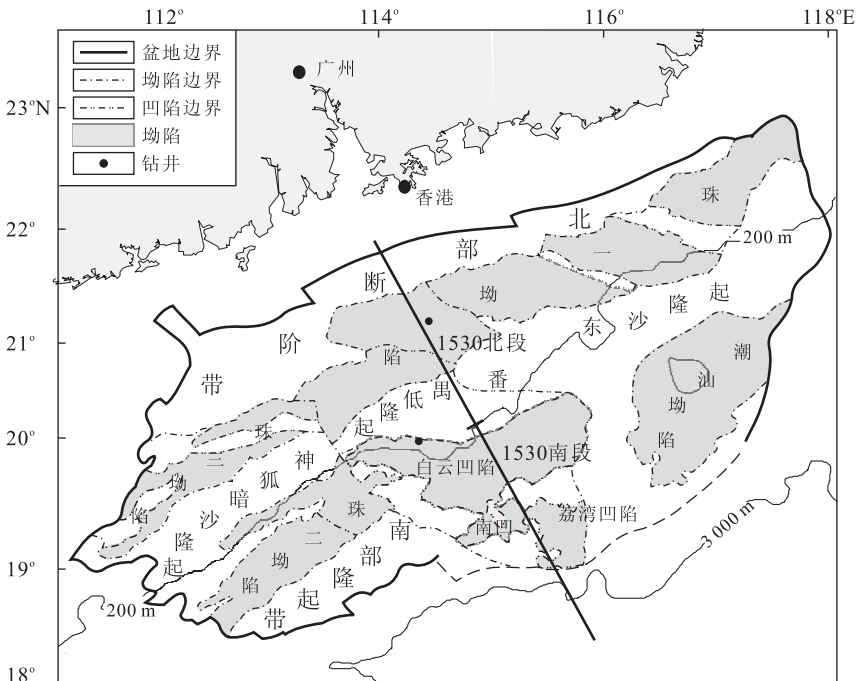 112°
114°
116°
118°E
盆地边界
坳陷边界
凹陷边界
坳陷
钻井
广州
23°N
香港
22°
21°
20°
19°
18°
北部断阶带
珠一坳陷
200 m
东沙隆起
潮汕坳陷
1530北段
番禺低隆起
1530南段
白云凹陷
荔湾凹陷
南凹
珠三坳陷
神狐暗沙隆起
珠二坳陷
南部隆起带
200 m
3 000 m